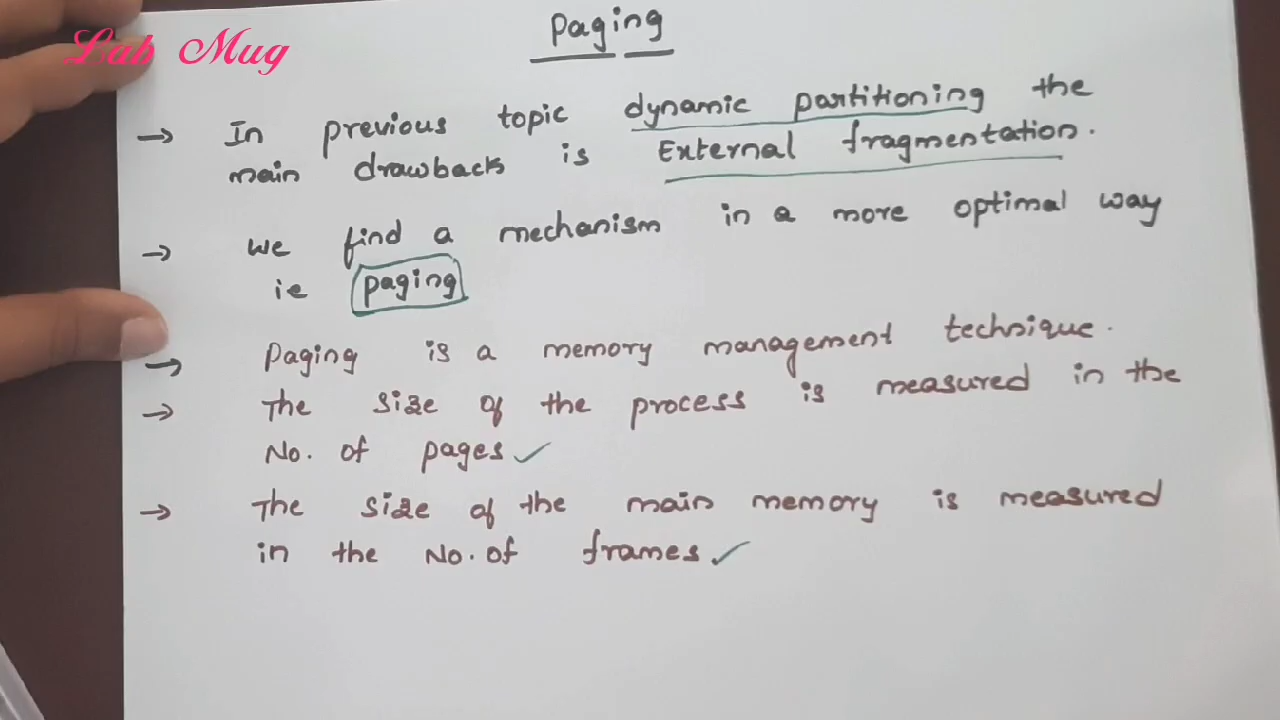 Lab Mug
Paging
→ In previous topic dynamic partitioning the
main drawback is External fragmentation.
→ We find a mechanism in a more optimal way
ie paging
→ Paging is a memory management technique.
→ The size of the process is measured in the
No. of pages ✓
→ The size of the main memory is measured
in the No. of frames ✓